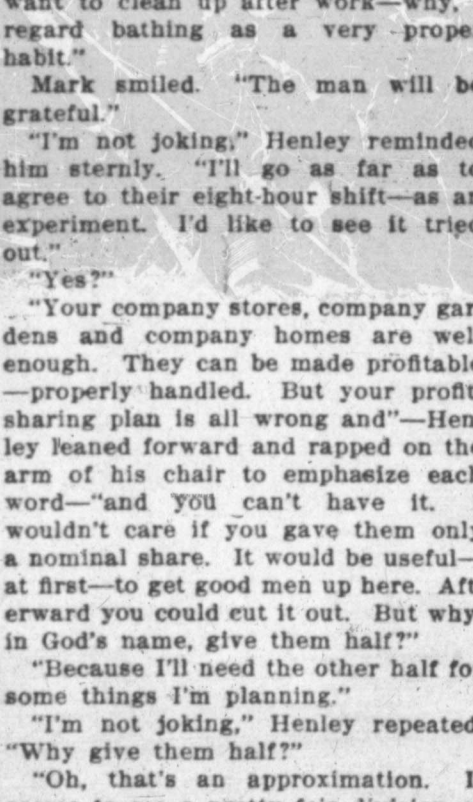 want to clean up after work—why,
regard bathing as a very prope
habit."
Mark smiled. "The man will be
grateful."
"I'm not joking," Henley reminded
him sternly. "I'll go as far as to
agree to their eight-hour shift—as an
experiment. I'd like to see it tried
out."
"Yes?"
"Your company stores, company gar
dens and company homes are wel
enough. They can be made profitable
—properly handled. But your profit
sharing plan is all wrong and"—Hen
ley leaned forward and rapped on the
arm of his chair to emphasize each
word—"and you can't have it.
wouldn't care if you gave them only
a nominal share. It would be useful—
at first—to get good men up here. Aft
erward you could cut it out. But why
in God's name, give them half?"
"Because I'll need the other half fo
some things I'm planning."
"I'm not joking," Henley repeated
"Why give them half?"
"Oh, that's an approximation. I